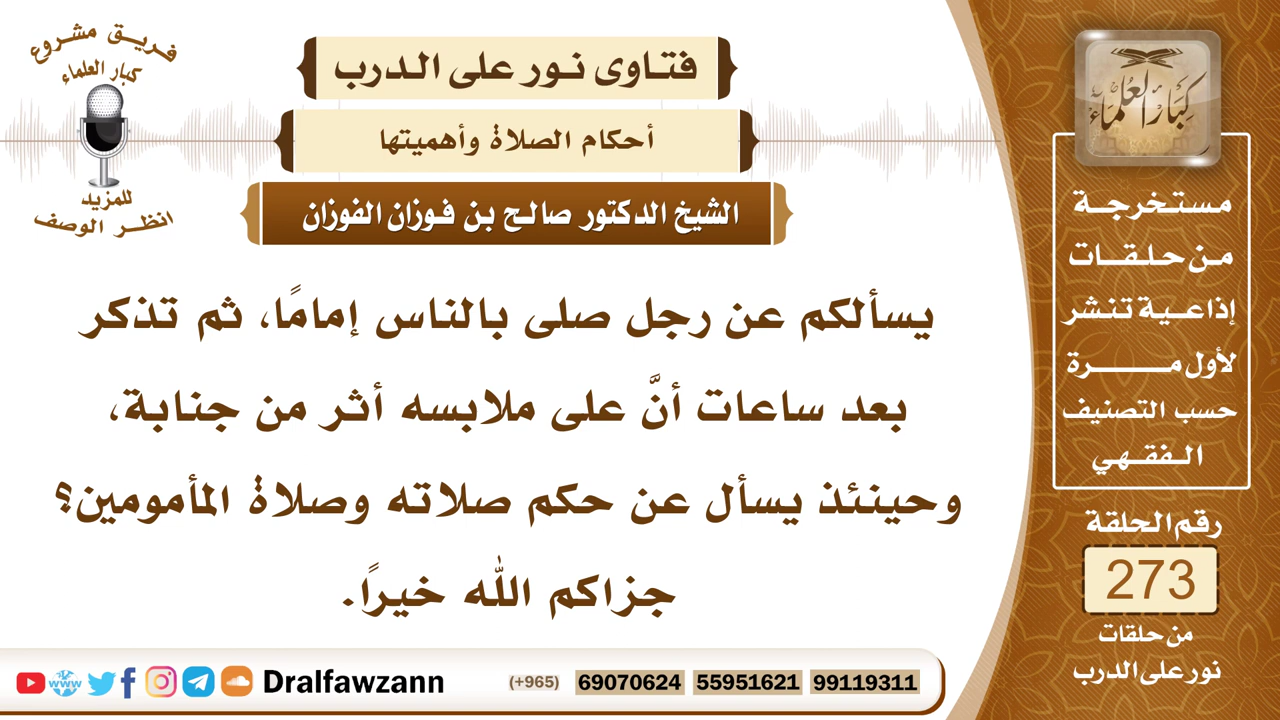 فريق مشروع
كبار العلماء
للمزيد
انظر الوصف
فتاوى نور على الدرب
أحكام الصلاة وأهميتها
الشيخ الدكتور صالح بن فوزان الفوزان
يسألكم عن رجل صلى بالناس إمامًا، ثم تذكر
بعد ساعات أنَّ على ملابسه أثر من جنابة،
وحينئذ يسأل عن حكم صلاته وصلاة المأمومين؟
جزاكم الله خيرًا.
كبار العلماء
مستخرجة
من حلقات
إذاعية تنشر
لأول مرة
حسب التصنيف
الفقهي
رقم الحلقة
273
من حلقات
نور على الدرب
www
Dralfawzann
(+965) 69070624 55951621 99119311